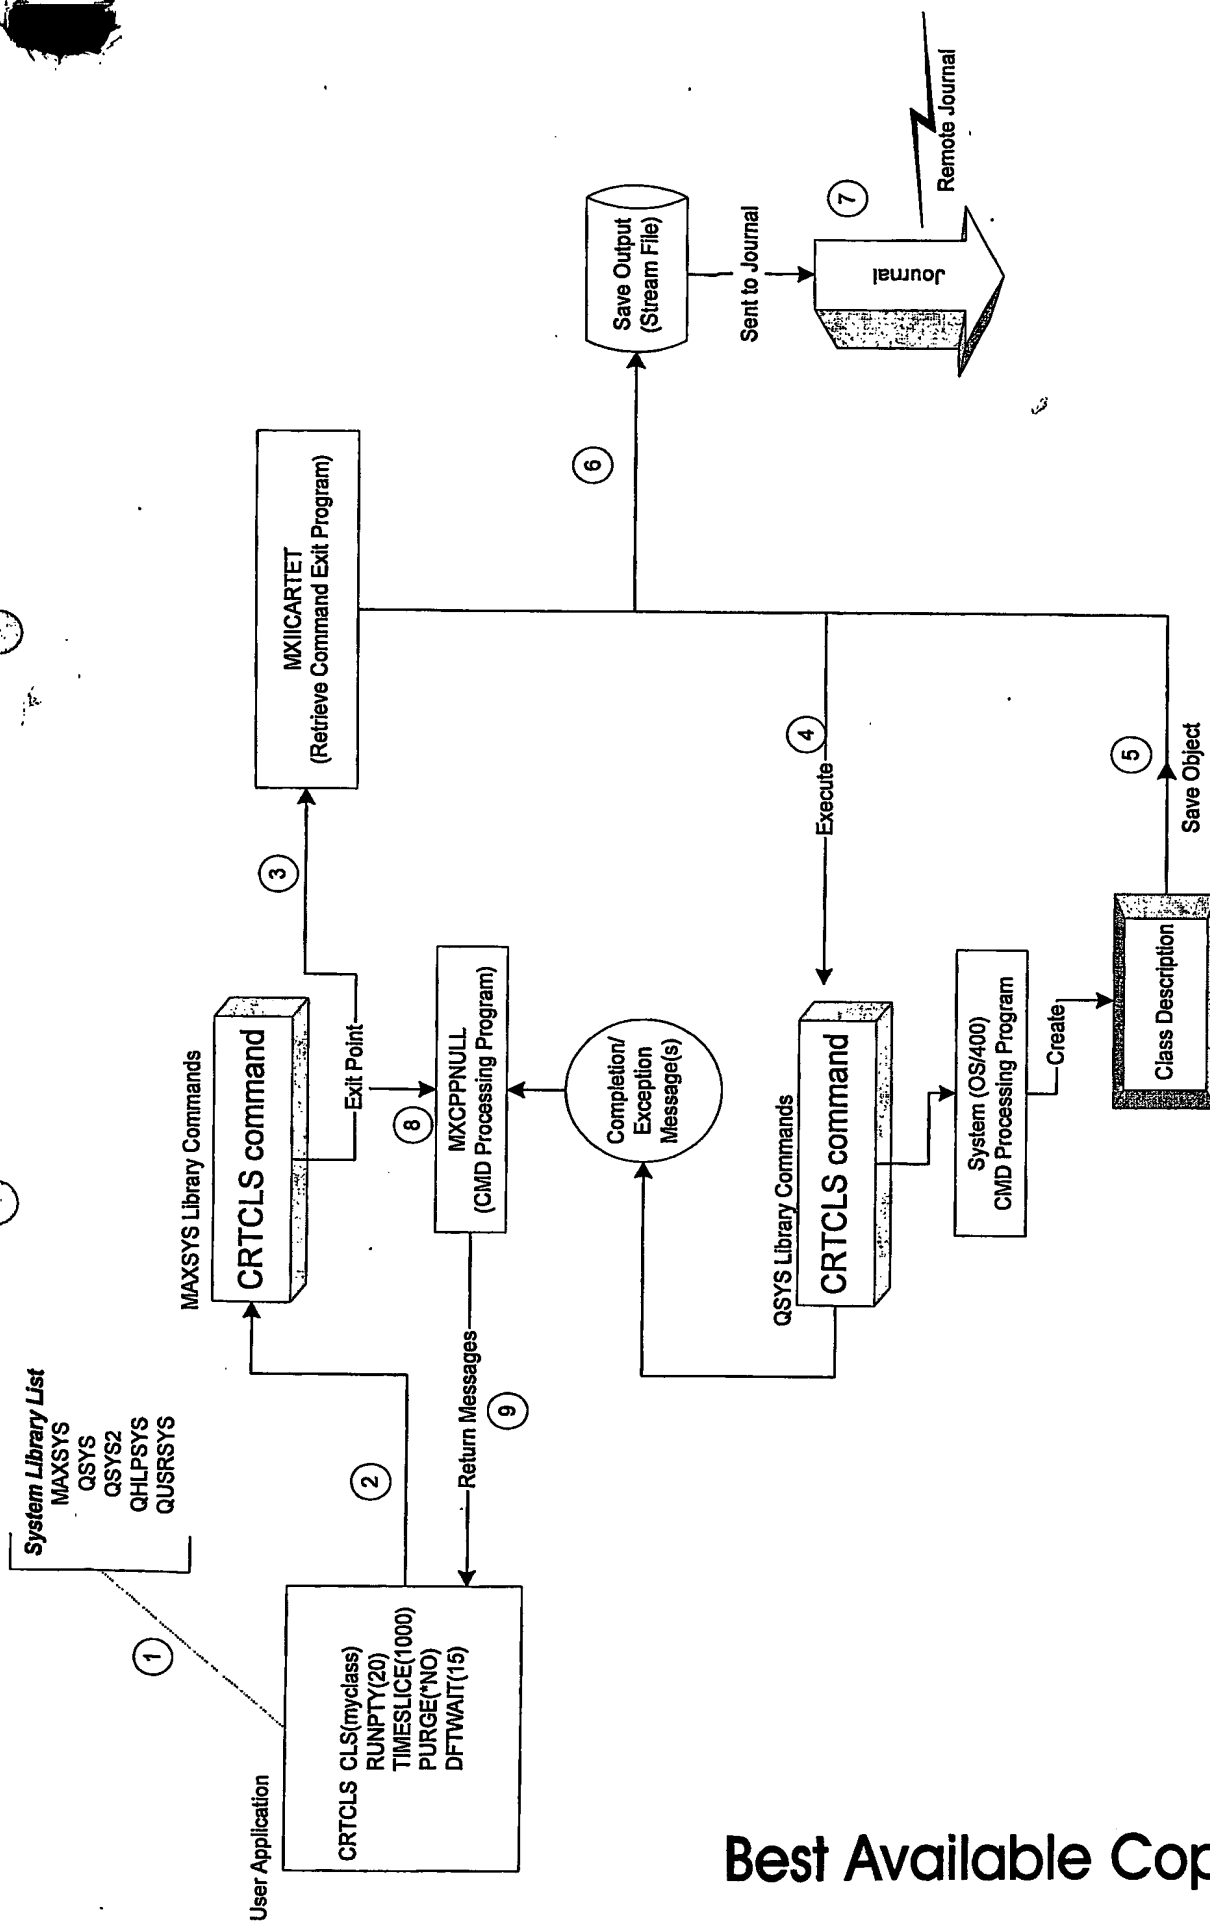 System Library List
MAXSYS
QSYS
QSYS2
QHLPSYS
QUSRSYS
1
User Application
CRTCLS CLS(myclass)
RUNPTY(20)
TIMESLICE(1000)
PURGE(*NO)
DFTWAIT(15)
2
MAXSYS Library Commands
CRTCLS command
Exit Point
3
MXIICARTET
(Retrieve Command Exit Program)
8
MXCPPNULL
(CMD Processing Program)
Return Messages
9
Completion/
Exception
Message(s)
QSYS Library Commands
CRTCLS command
4
Execute
System (OS/400)
CMD Processing Program
Create
Class Description
5
Save Object
6
Save Output
(Stream File)
Sent to Journal
7
Journal
Remote Journal
Best Available Cop